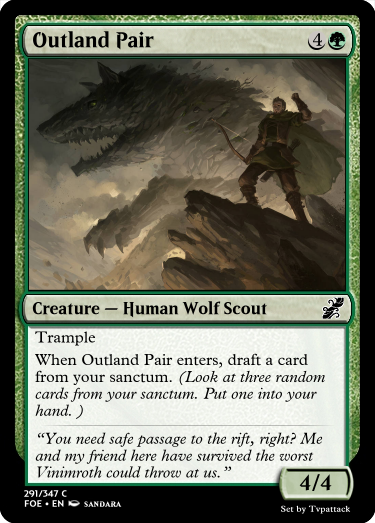 Outland Pair 4
Creature — Human Wolf Scout
Trample
When Outland Pair enters, draft a card
from your sanctum. (Look at three random
cards from your sanctum. Put one into your
hand. )
“You need safe passage to the rift, right? Me
and my friend here have survived the worst
Vinimroth could throw at us.”
4/4
291/347 C
FOE • EN SANDARA
Set by Tvpattack